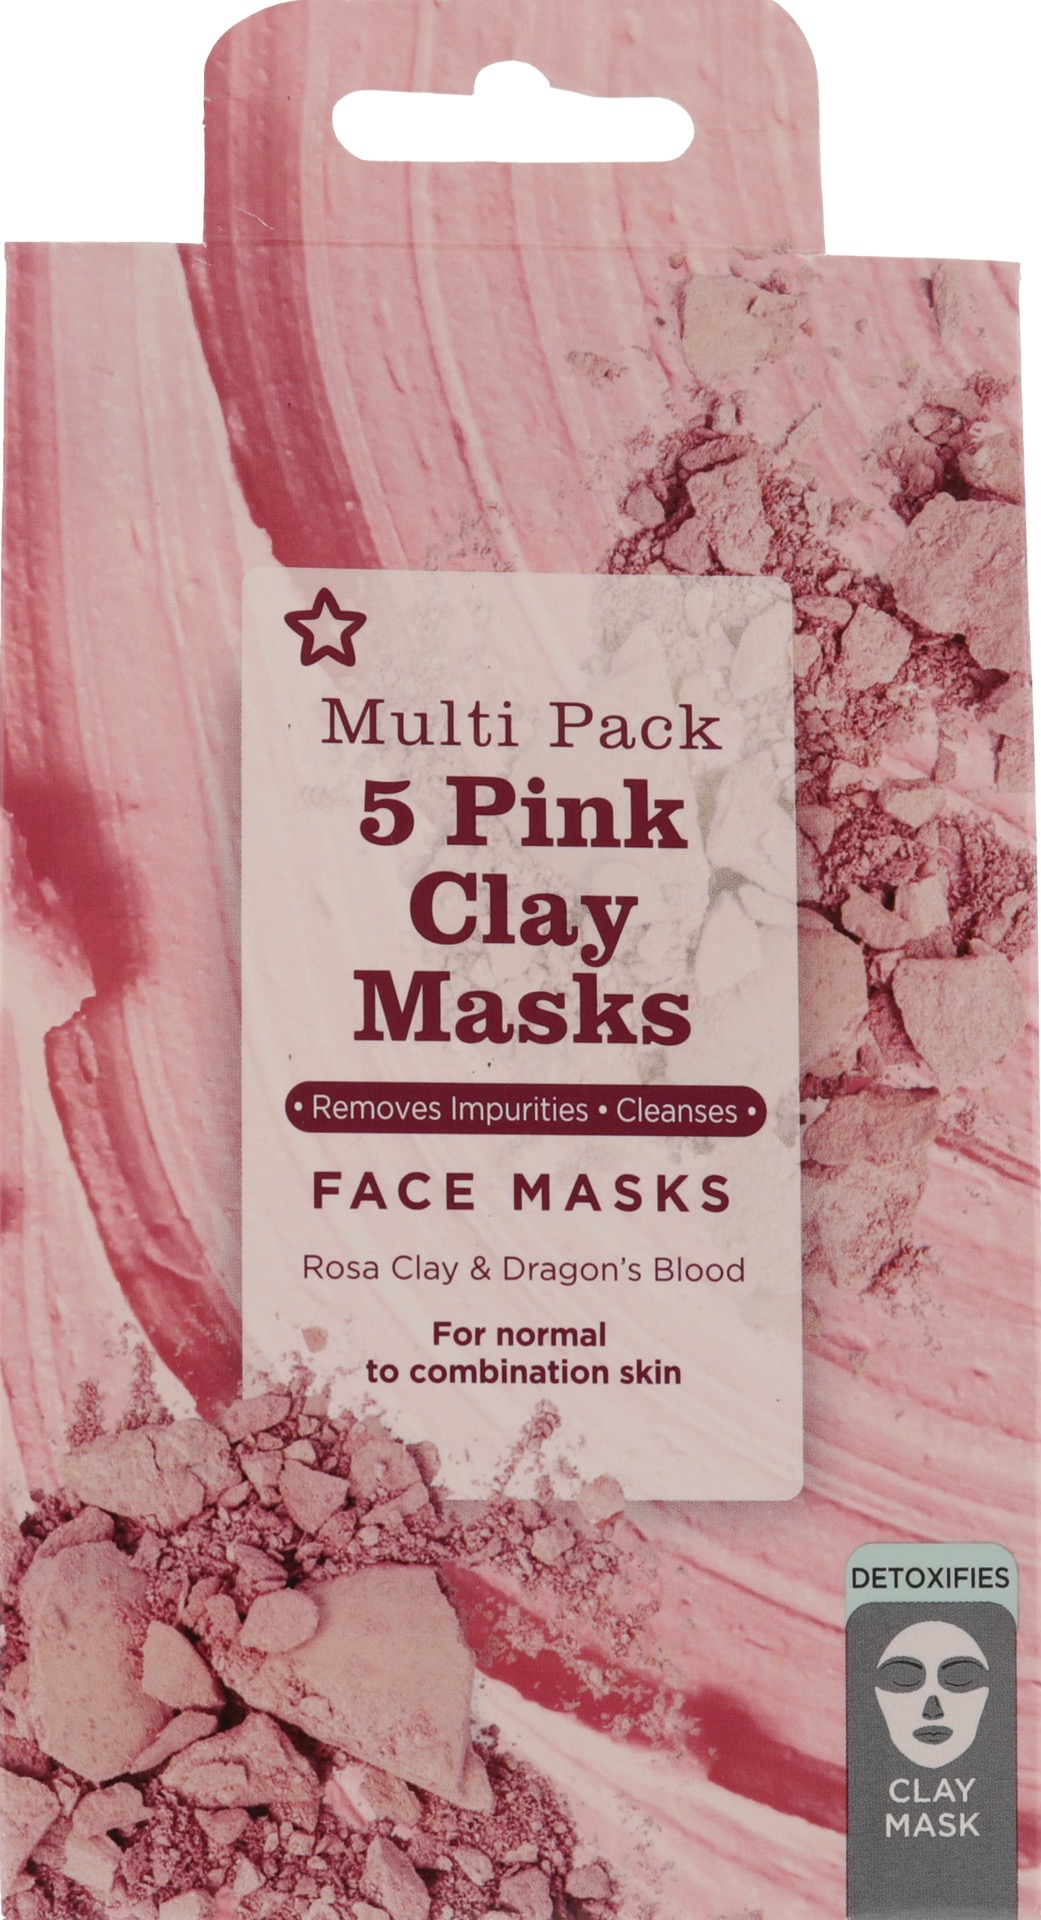 Multi Pack
5 Pink
Clay
Masks
• Removes Impurities • Cleanses •
FACE MASKS
Rosa Clay & Dragon's Blood
For normal
to combination skin
DETOXIFIES
CLAY
MASK